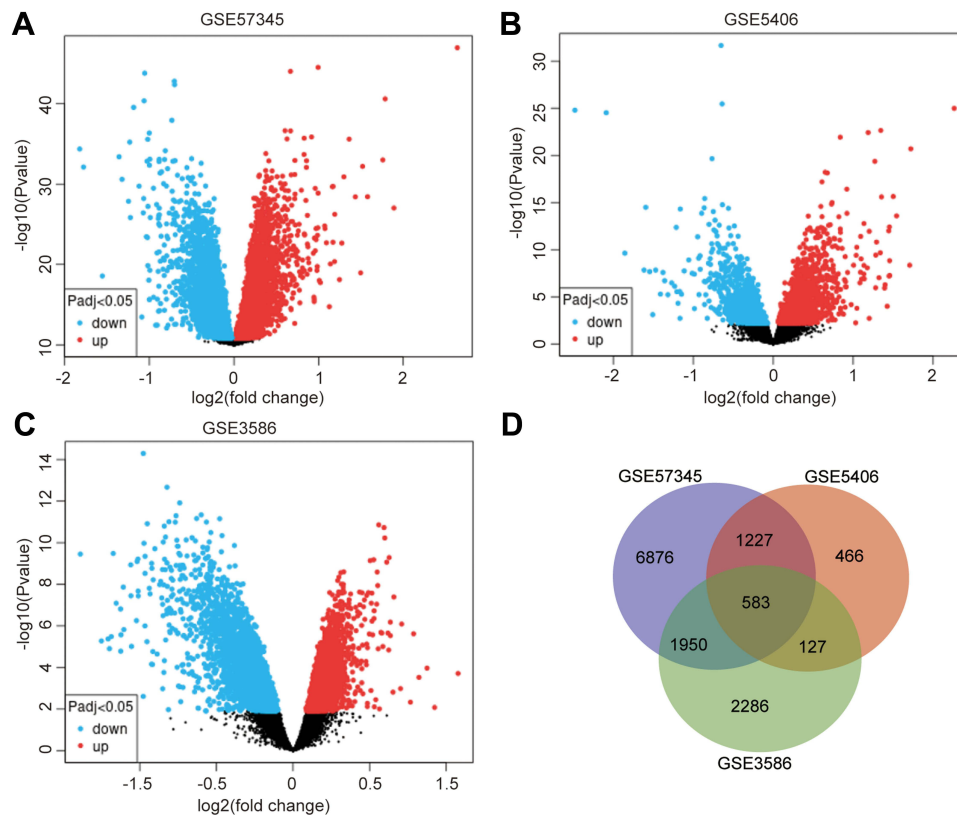 A
GSE57345
-log10(Pvalue)
40
30
20
10
Padj<0.05
down
up
-2
-1
0
1
2
log2(fold change)
B
GSE5406
-log10(Pvalue)
30
25
20
15
10
5
0
Padj<0.05
down
up
-2
-1
0
1
2
log2(fold change)
C
GSE3586
-log10(Pvalue)
14
12
10
8
6
4
2
0
Padj<0.05
down
up
-1.5
-0.5
0
0.5
1.5
log2(fold change)
D
GSE57345
GSE5406
6876
1227
466
583
1950
127
2286
GSE3586